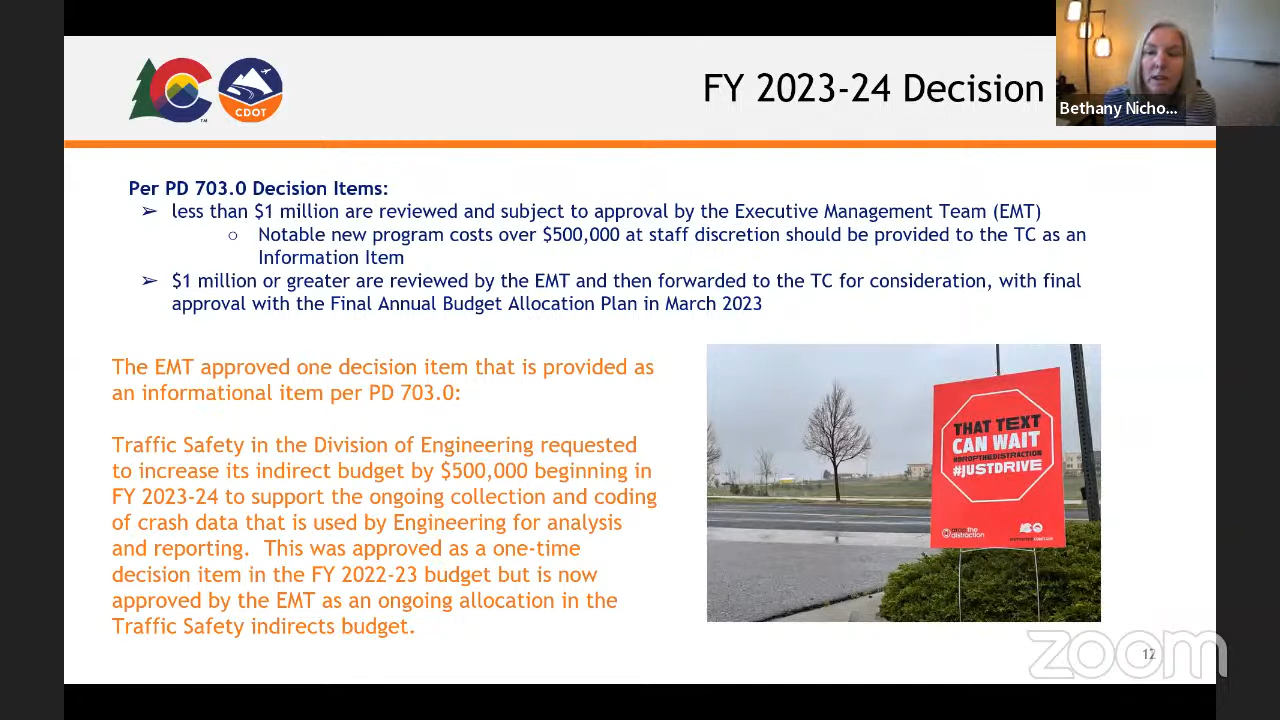 FY 2023-24 Decision
Bethany Nicho...
CDOT
Per PD 703.0 Decision Items:
➢ less than $1 million are reviewed and subject to approval by the Executive Management Team (EMT)
○ Notable new program costs over $500,000 at staff discretion should be provided to the TC as an
Information Item
➢ $1 million or greater are reviewed by the EMT and then forwarded to the TC for consideration, with final
approval with the Final Annual Budget Allocation Plan in March 2023
The EMT approved one decision item that is provided as
an informational item per PD 703.0:
Traffic Safety in the Division of Engineering requested
to increase its indirect budget by $500,000 beginning in
FY 2023-24 to support the ongoing collection and coding
of crash data that is used by Engineering for analysis
and reporting. This was approved as a one-time
decision item in the FY 2022-23 budget but is now
approved by the EMT as an ongoing allocation in the
Traffic Safety indirects budget.
THAT TEXT
CAN WAIT
#DROPTHEDISTRACTION
#JUSTDRIVE
drop the
distraction
12
zoom